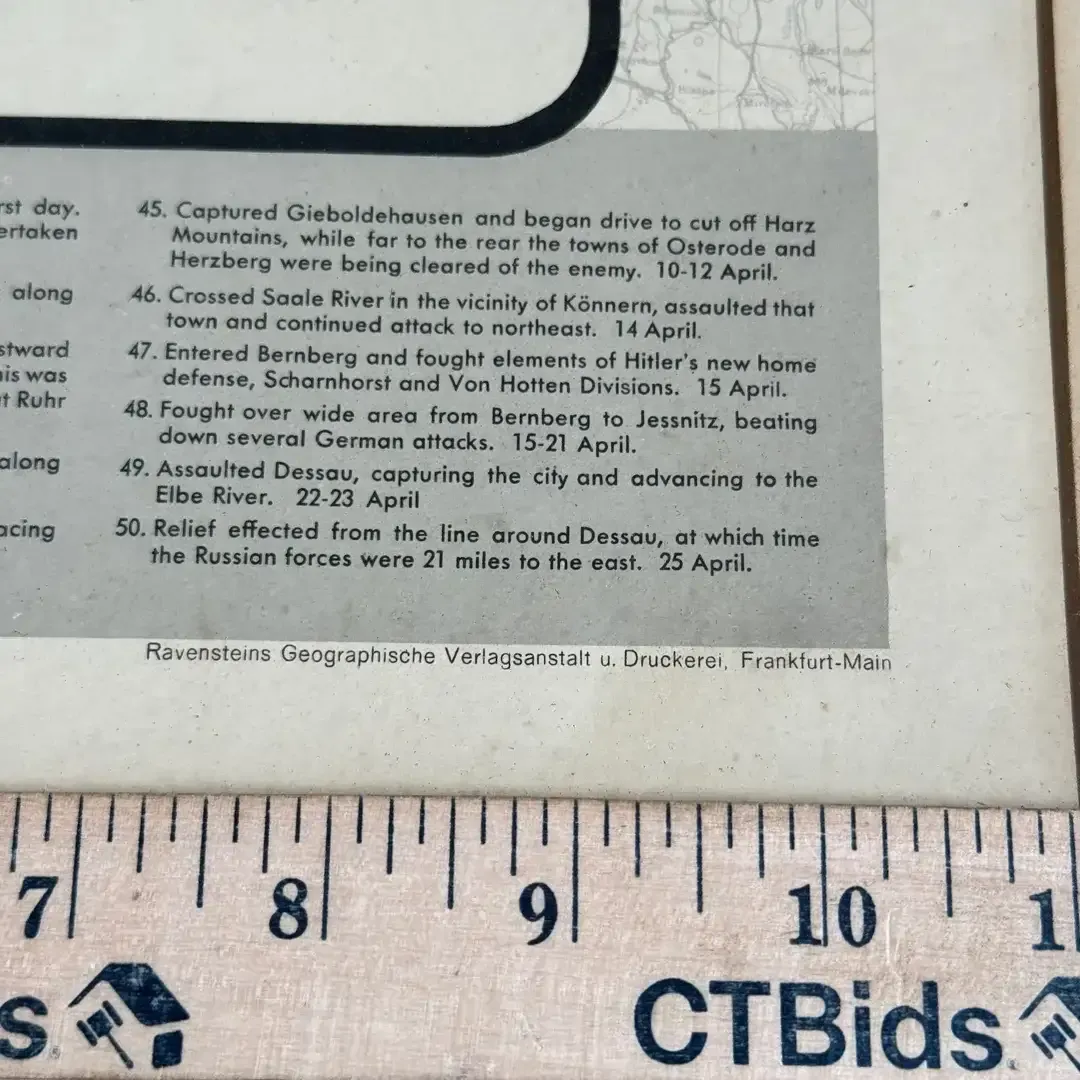 rst day.
ertaken
along
stward
is was
t Ruhr
along
acing
45. Captured Gieboldehausen and began drive to cut off Harz
Mountains, while far to the rear the towns of Osterode and
Herzberg were being cleared of the enemy. 10-12 April.
46. Crossed Saale River in the vicinity of Könnern, assaulted that
town and continued attack to northeast. 14 April.
47. Entered Bernberg and fought elements of Hitler's new home
defense, Scharnhorst and Von Hotten Divisions. 15 April.
48. Fought over wide area from Bernberg to Jessnitz, beating
down several German attacks. 15-21 April.
49. Assaulted Dessau, capturing the city and advancing to the
Elbe River. 22-23 April
50. Relief effected from the line around Dessau, at which time
the Russian forces were 21 miles to the east. 25 April.
Ravensteins Geographische Verlagsanstalt u. Druckerei, Frankfurt-Main
7 8 9 10 1
s CTBids